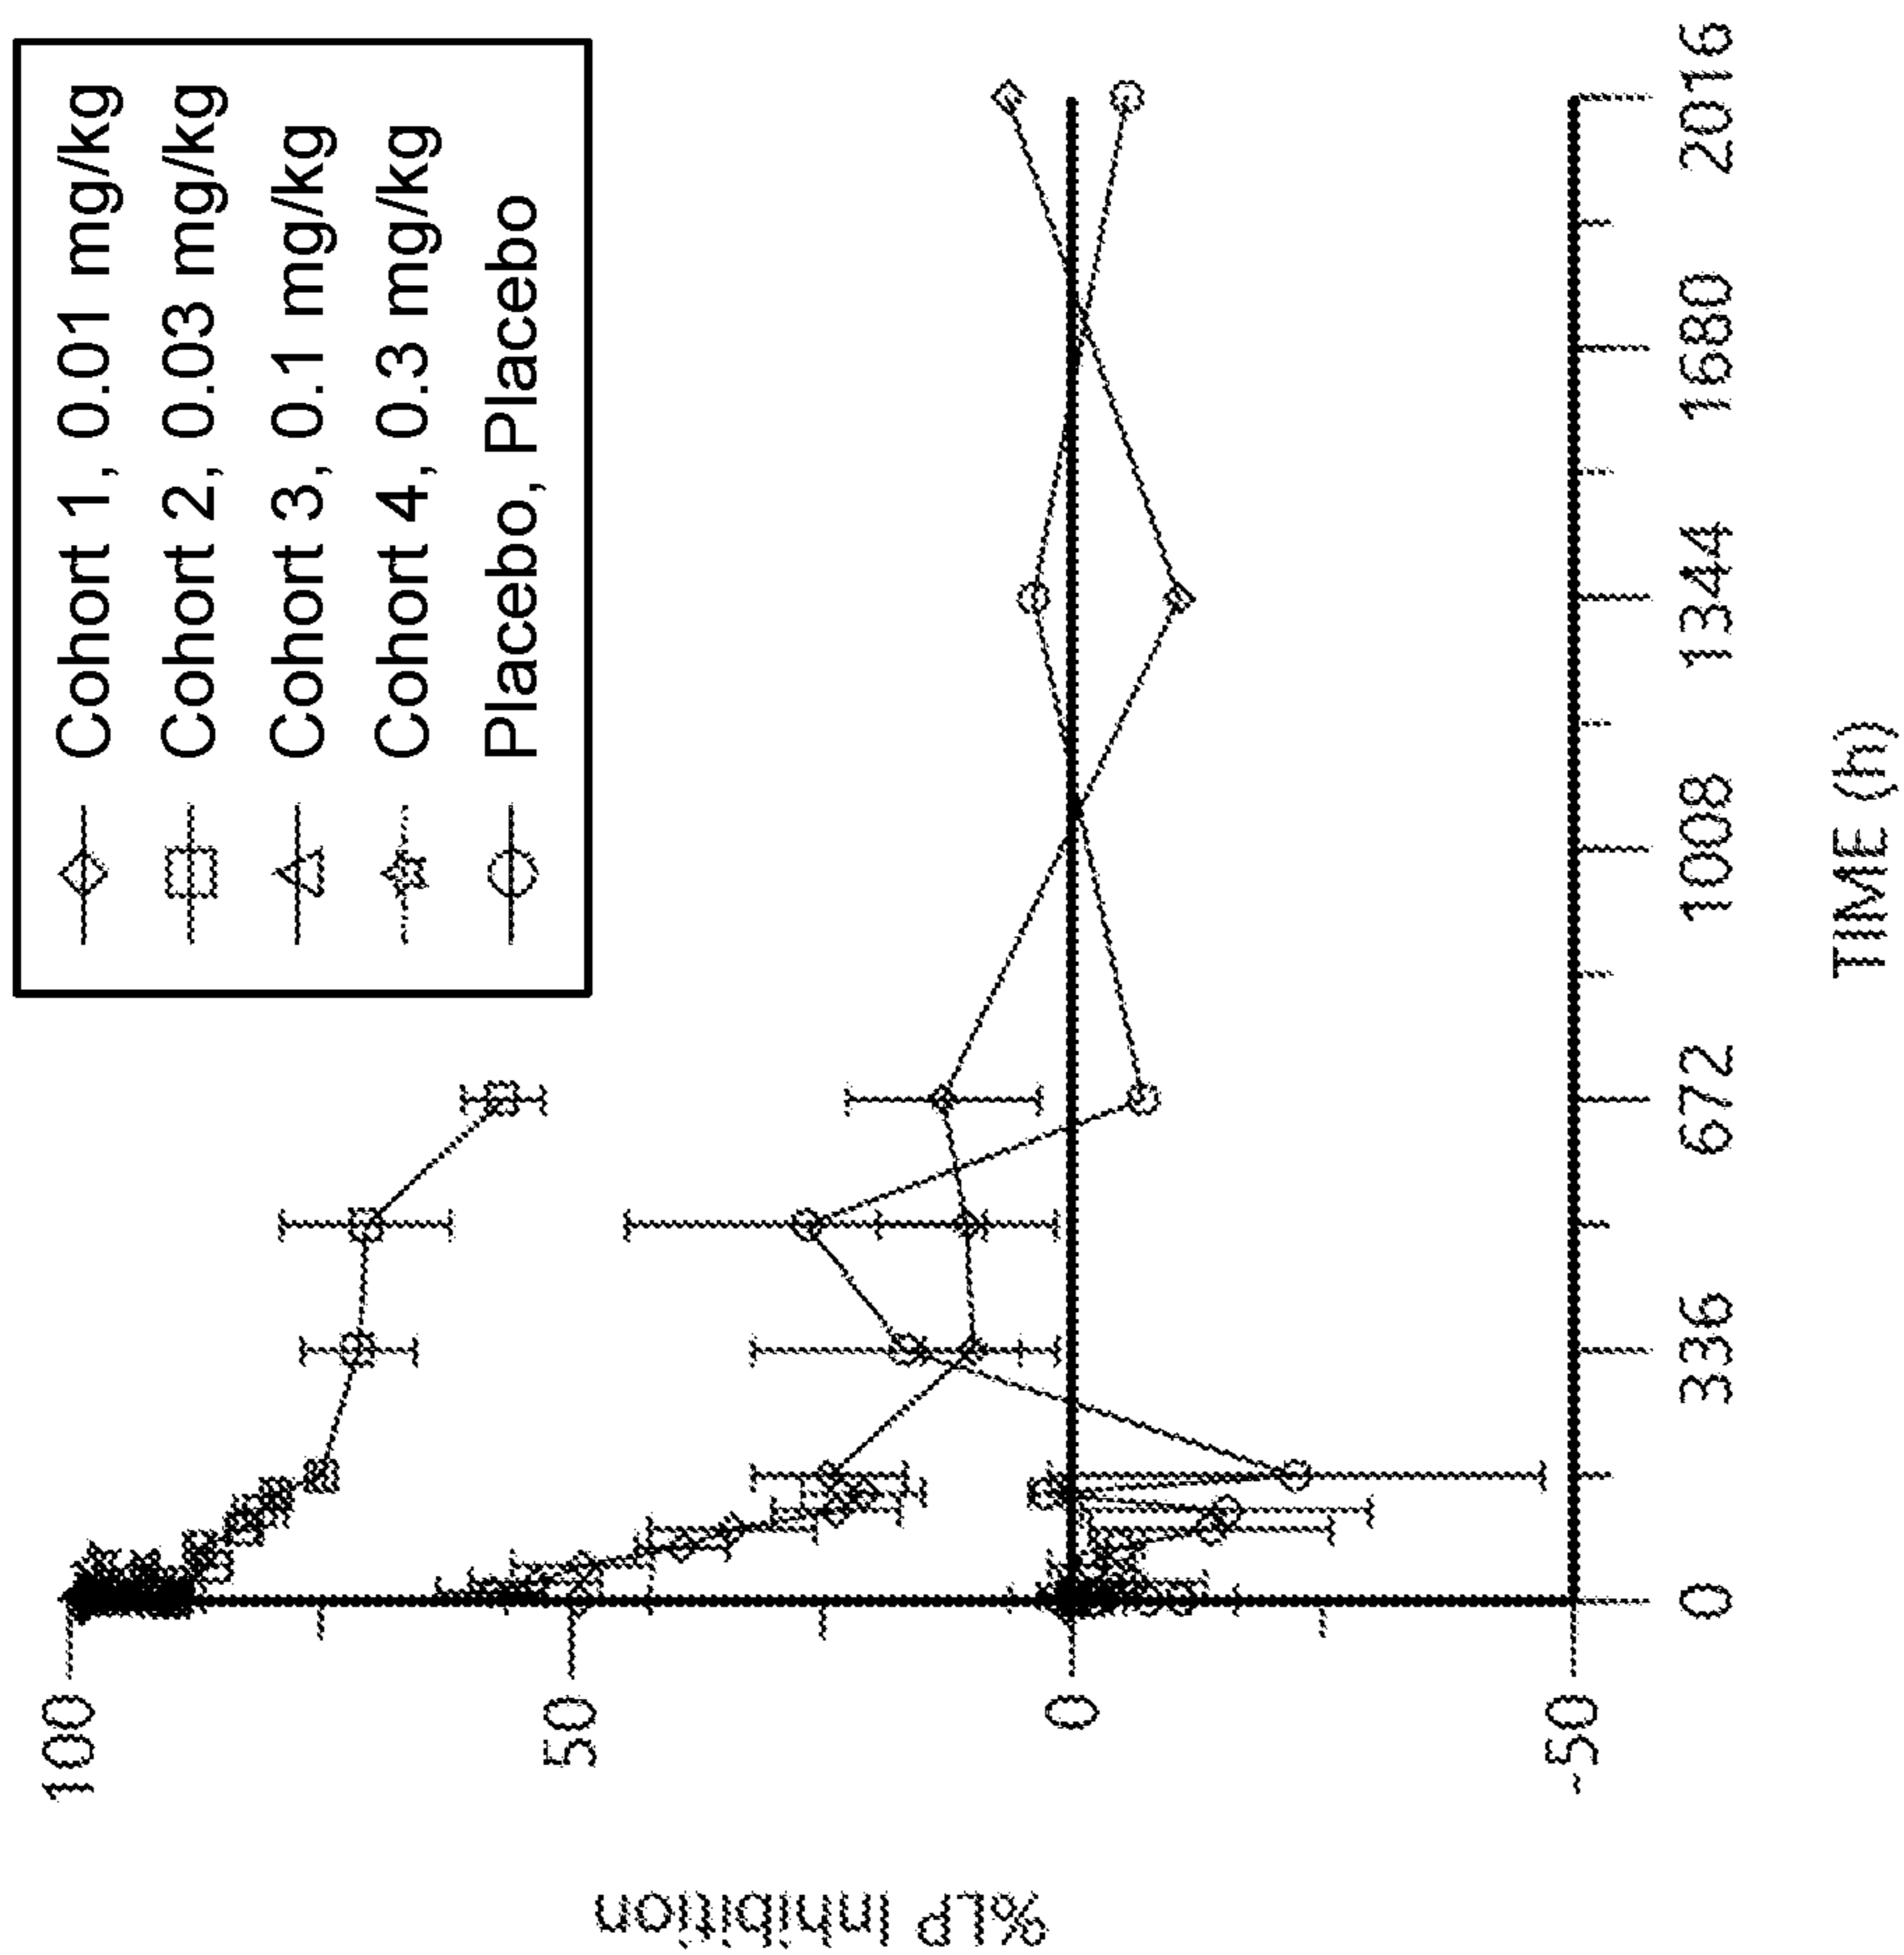 Cohort 1, 0.01 mg/kg
Cohort 2, 0.03 mg/kg
Cohort 3, 0.1 mg/kg
Cohort 4, 0.3 mg/kg
Placebo, Placebo
%LP Inhibition
100
50
0
-50
0
336
672
1008
1344
1680
2016
TIME (h)